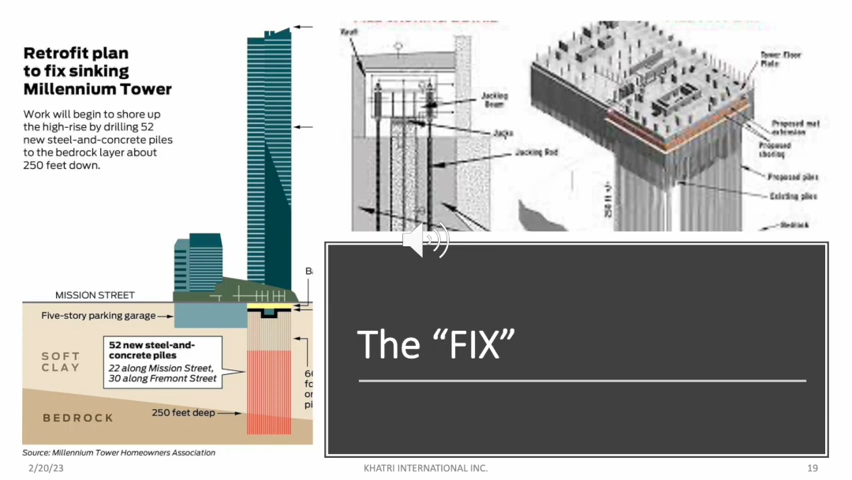 Retrofit plan
to fix sinking
Millennium Tower
Work will begin to shore up
the high-rise by drilling 52
new steel-and-concrete piles
to the bedrock layer about
250 feet down.
MISSION STREET
Five-story parking garage
SOFT
CLAY
52 new steel-and-
concrete piles
22 along Mission Street,
30 along Fremont Street
BEDROCK
250 feet deep
Source: Millennium Tower Homeowners Association
Vault
Jacking
Beam
Jacks
Jacking Rod
Tower Floor
Plate
Proposed mat
extension
Proposed
shoring
Proposed piles
Existing piles
250 ft +/-
Bedrock
The “FIX”
2/20/23
KHATRI INTERNATIONAL INC.
19